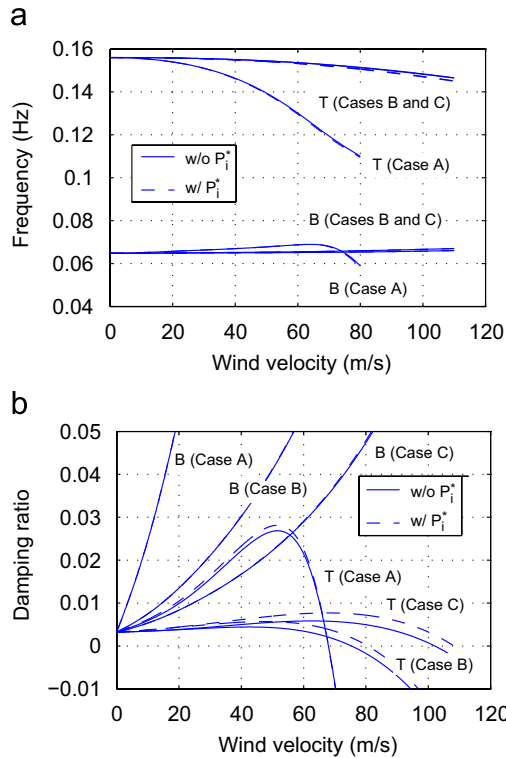 a
0.16
0.14
0.12
0.1
0.08
0.06
0.04
Frequency (Hz)
T (Cases B and C)
w/o P*i
w/ P*i
T (Case A)
B (Cases B and C)
B (Case A)
0 20 40 60 80 100 120
Wind velocity (m/s)
b
0.05
0.04
0.03
0.02
0.01
0
−0.01
Damping ratio
B (Case A)
B (Case B)
B (Case C)
w/o P*i
w/ P*i
T (Case A)
T (Case C)
T (Case B)
0 20 40 60 80 100 120
Wind velocity (m/s)